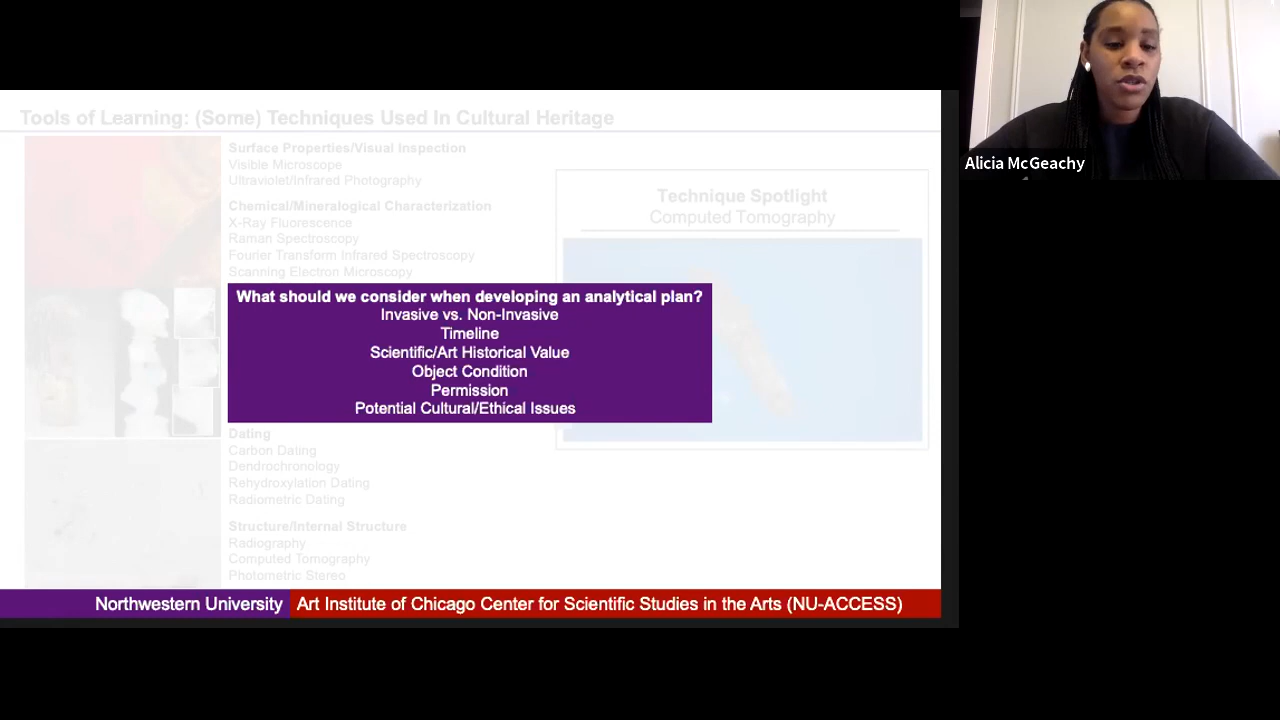 Tools of Learning: (Some) Techniques Used In Cultural Heritage
Surface Properties/Visual Inspection
Visible Microscope
Ultraviolet/Infrared Photography
Chemical/Mineralogical Characterization
X-Ray Fluorescence
Raman Spectroscopy
Fourier Transform Infrared Spectroscopy
Scanning Electron Microscopy
What should we consider when developing an analytical plan?
Invasive vs. Non-Invasive
Timeline
Scientific/Art Historical Value
Object Condition
Permission
Potential Cultural/Ethical Issues
Dating
Carbon Dating
Dendrochronology
Rehydroxylation Dating
Radiometric Dating
Structure/Internal Structure
Radiography
Computed Tomography
Photometric Stereo
Technique Spotlight
Computed Tomography
Northwestern University
Art Institute of Chicago Center for Scientific Studies in the Arts (NU-ACCESS)
Alicia McGeachy